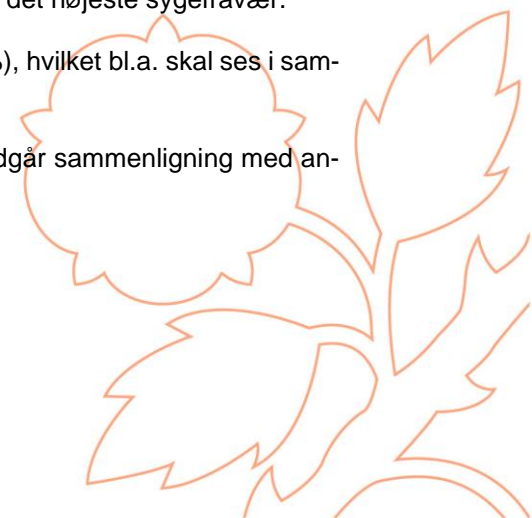 det højeste sygefravær.
), hvilket bl.a. skal ses i sam-
dgår sammenligning med an-